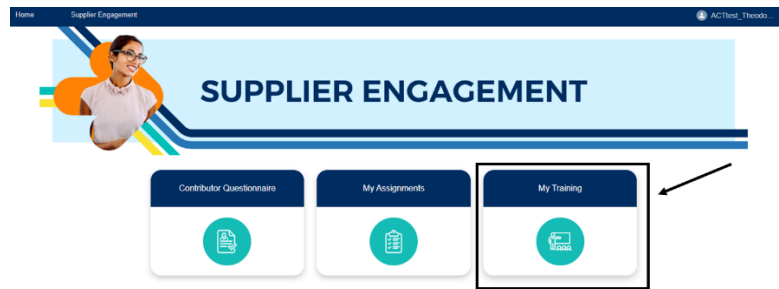 Home Supplier Engagement ACTtest_Theodo...
SUPPLIER ENGAGEMENT
Contributor Questionnaire My Assignments My Training